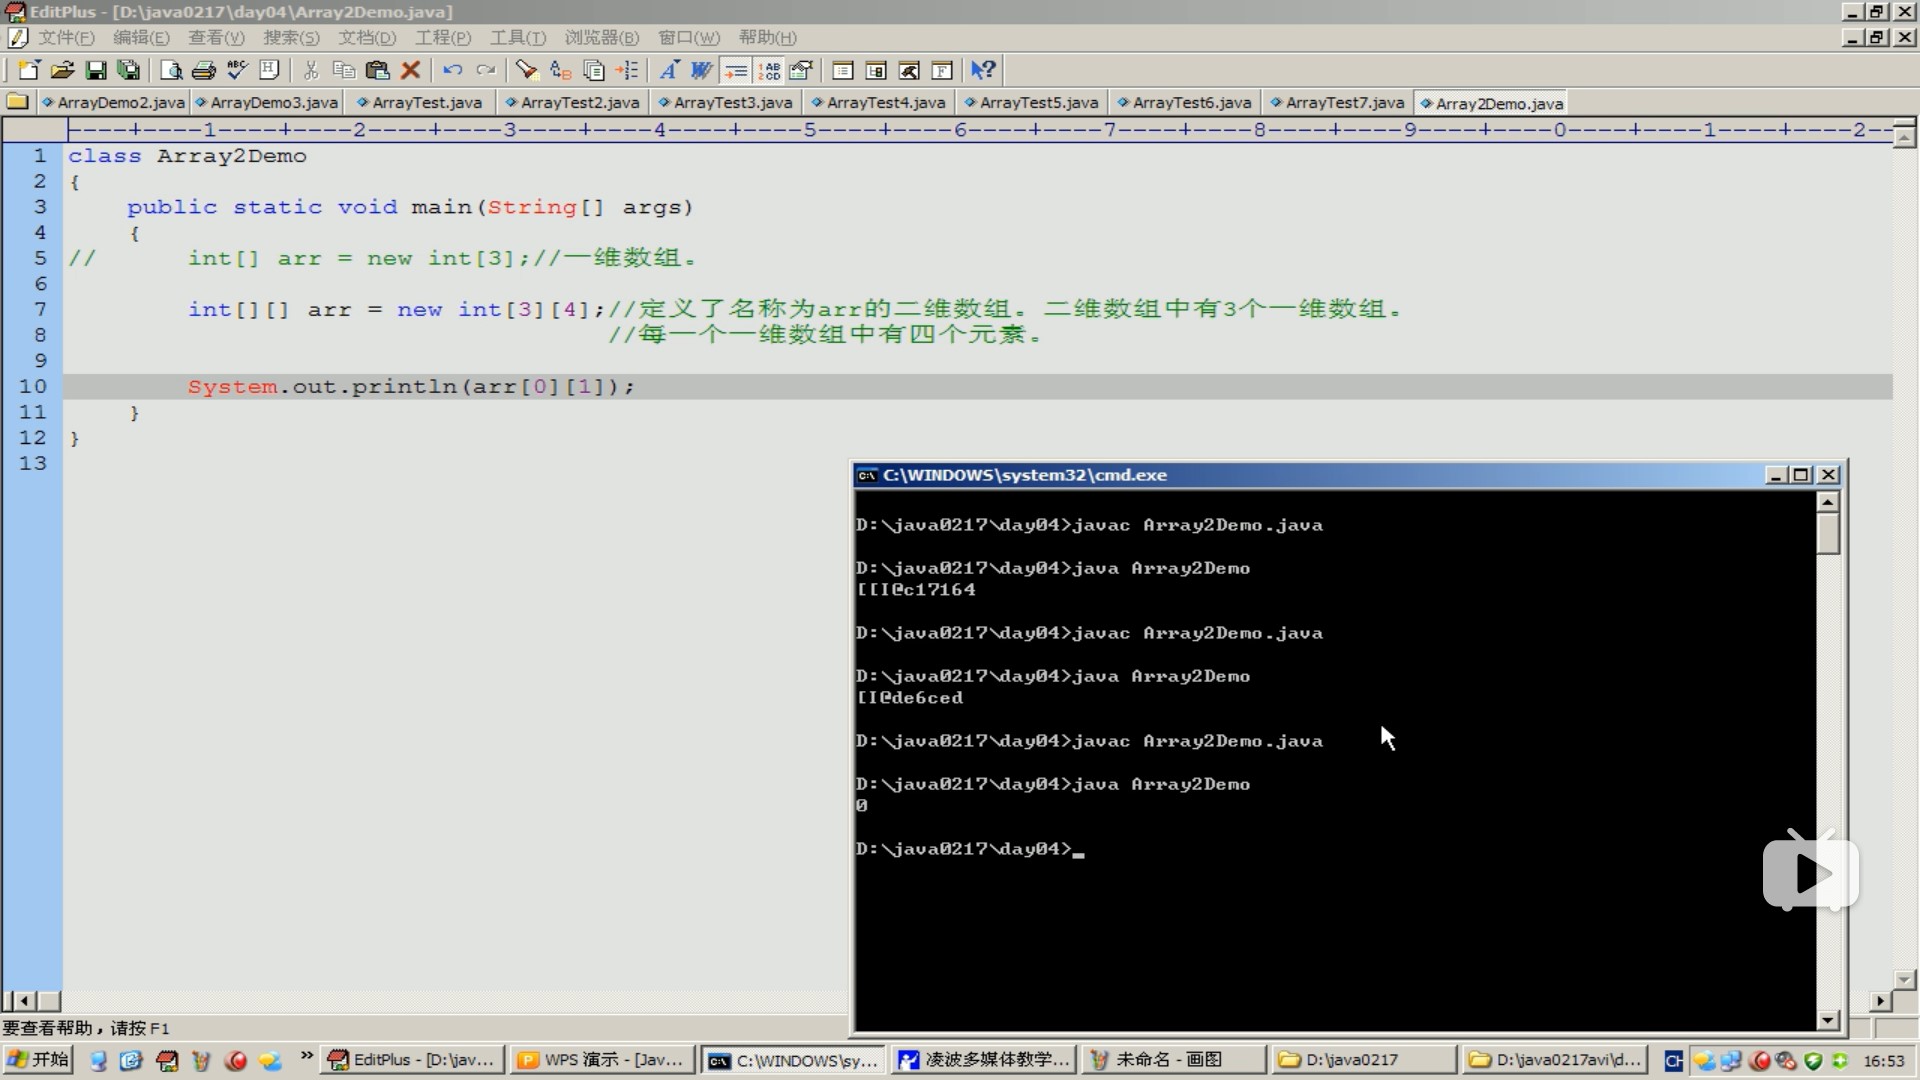 EditPlus - [D:\java0217\day04\Array2Demo.java]
文件(F) 编辑(E) 查看(V) 搜索(S) 文档(D) 工程(P) 工具(T) 浏览器(B) 窗口(W) 帮助(H)
ArrayDemo2.java ArrayDemo3.java ArrayTest.java ArrayTest2.java ArrayTest3.java ArrayTest4.java ArrayTest5.java ArrayTest6.java ArrayTest7.java Array2Demo.java
----+----1----+----2----+----3----+----4----+----5----+----6----+----7----+----8----+----9----+----0----+----1----+----2--
1 class Array2Demo
2 {
3 public static void main(String[] args)
4 {
5 // int[] arr = new int[3];//一维数组。
6
7 int[][] arr = new int[3][4];//定义了名称为arr的二维数组。二维数组中有3个一维数组。
8 //每一个一维数组中有四个元素。
9
10 System.out.println(arr[0][1]);
11 }
12 }
13
C:\WINDOWS\system32\cmd.exe
D:\java0217\day04>javac Array2Demo.java
D:\java0217\day04>java Array2Demo
[[I@c17164
D:\java0217\day04>javac Array2Demo.java
D:\java0217\day04>java Array2Demo
[I@de6ced
D:\java0217\day04>javac Array2Demo.java
D:\java0217\day04>java Array2Demo
0
D:\java0217\day04>_
要查看帮助，请按 F1
开始 » EditPlus - [D:\jav... WPS 演示 - [Jav... C:\WINDOWS\sy... 凌波多媒体教学... 未命名 - 画图 D:\java0217 D:\java0217avi\d... CH 16:53